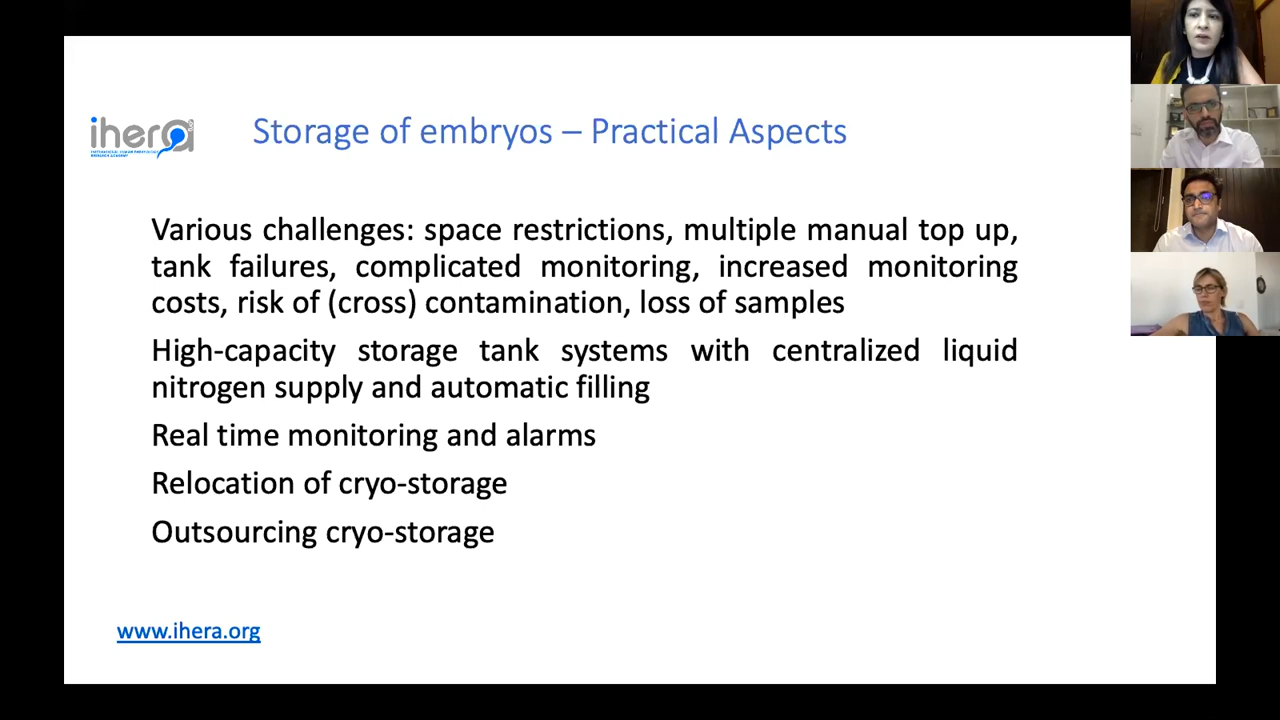 ihera
Storage of embryos – Practical Aspects
Various challenges: space restrictions, multiple manual top up,
tank failures, complicated monitoring, increased monitoring
costs, risk of (cross) contamination, loss of samples
High-capacity storage tank systems with centralized liquid
nitrogen supply and automatic filling
Real time monitoring and alarms
Relocation of cryo-storage
Outsourcing cryo-storage
www.ihera.org